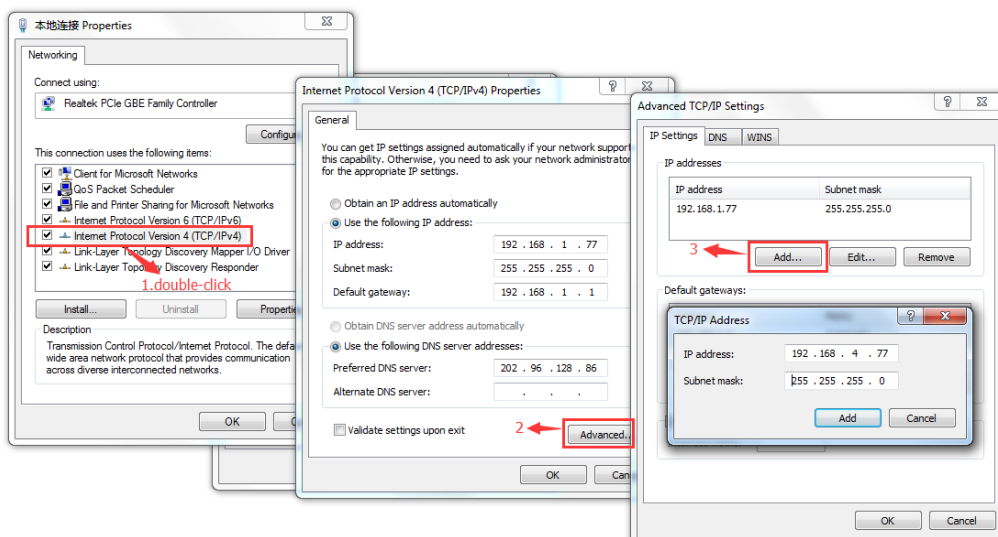 本地连接 Properties
Networking
Connect using:
Realtek PCIe GBE Family Controller
Configu
This connection uses the following items:
Client for Microsoft Networks
QoS Packet Scheduler
File and Printer Sharing for Microsoft Networks
Internet Protocol Version 6 (TCP/IPv6)
Internet Protocol Version 4 (TCP/IPv4)
Link-Layer Topology Discovery Mapper I/O Driver
Link-Layer Topology Discovery Responder
1.double-click
Install...
Uninstall
Propertie
Description
Transmission Control Protocol/Internet Protocol. The defa
wide area network protocol that provides communication
across diverse interconnected networks.
OK
C
Internet Protocol Version 4 (TCP/IPv4) Properties
General
You can get IP settings assigned automatically if your network support
this capability. Otherwise, you need to ask your network administrator
for the appropriate IP settings.
Obtain an IP address automatically
Use the following IP address:
IP address:
192 . 168 . 1 . 77
Subnet mask:
255 . 255 . 255 . 0
Default gateway:
192 . 168 . 1 . 1
Obtain DNS server address automatically
Use the following DNS server addresses:
Preferred DNS server:
202 . 96 . 128 . 86
Alternate DNS server:
. . .
Validate settings upon exit
2
Advanced..
OK
Can
Advanced TCP/IP Settings
IP Settings
DNS
WINS
IP addresses
IP address
Subnet mask
192.168.1.77
255.255.255.0
3
Add...
Edit...
Remove
Default gateways:
TCP/IP Address
IP address:
192 . 168 . 4 . 77
Subnet mask:
255 . 255 . 255 . 0
Add
Cancel
OK
Cancel